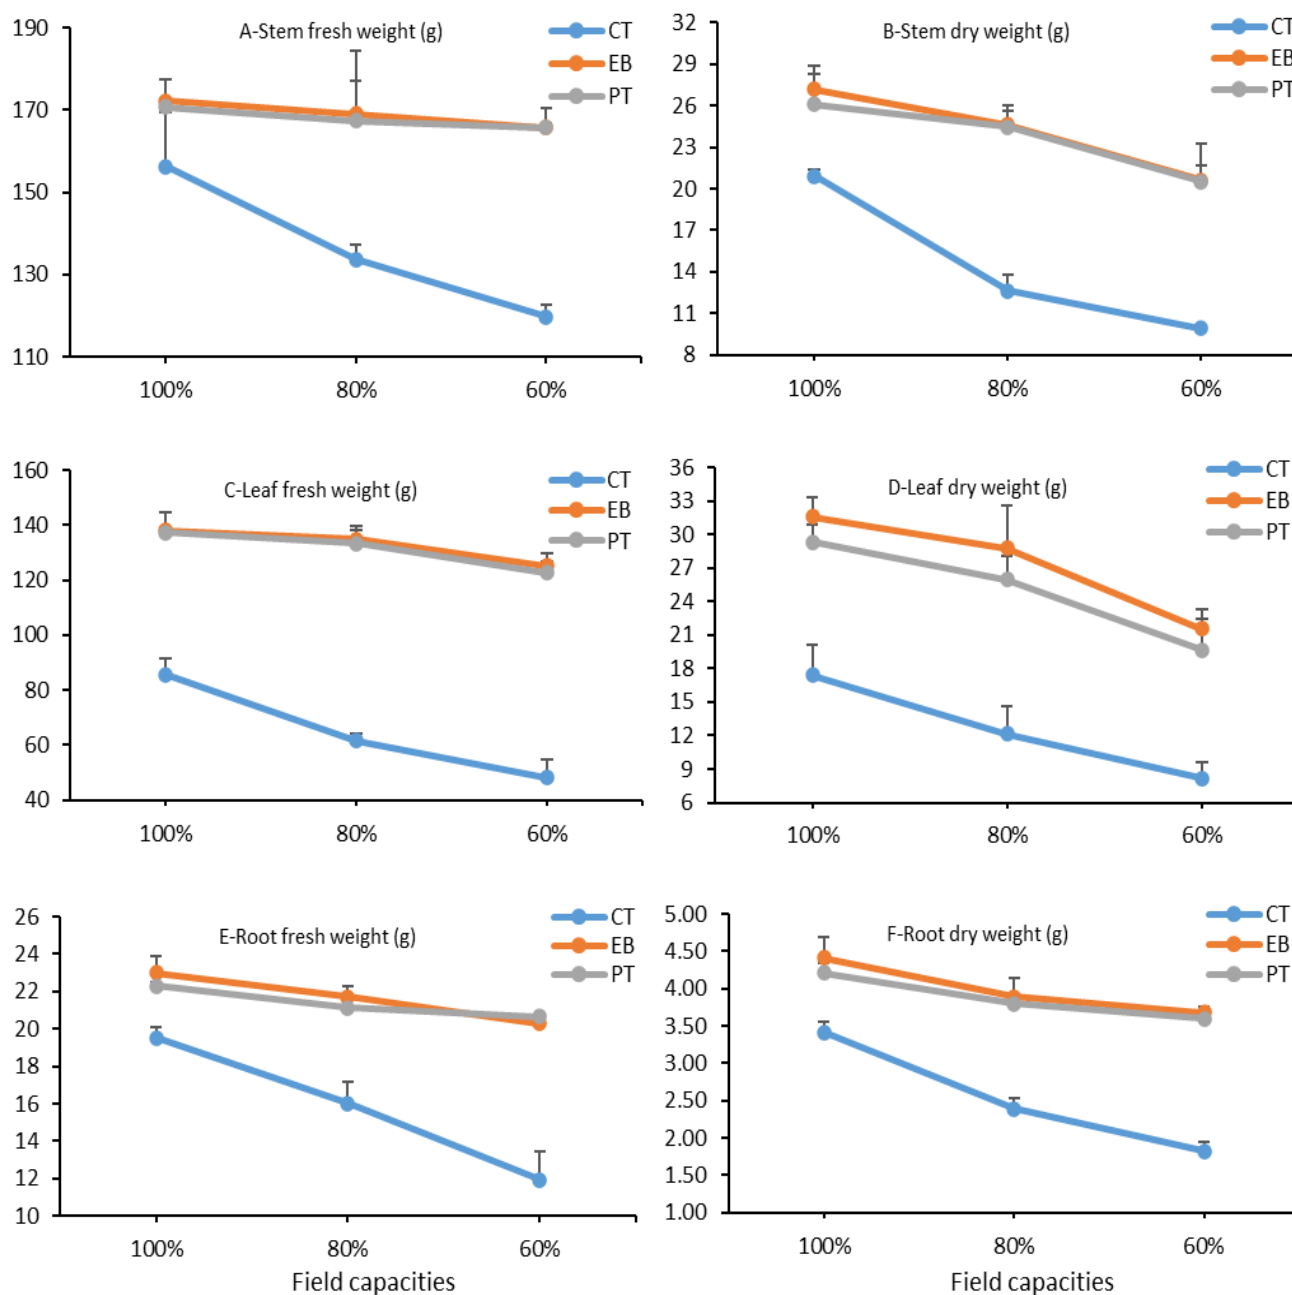 A-Stem fresh weight (g)
CT
EB
PT
190
170
150
130
110
100%
80%
60%
B-Stem dry weight (g)
CT
EB
PT
32
29
26
23
20
17
14
11
8
100%
80%
60%
C-Leaf fresh weight (g)
CT
EB
PT
160
140
120
100
80
60
40
100%
80%
60%
D-Leaf dry weight (g)
CT
EB
PT
36
33
30
27
24
21
18
15
12
9
6
100%
80%
60%
E-Root fresh weight (g)
CT
EB
PT
26
24
22
20
18
16
14
12
10
100%
80%
60%
Field capacities
F-Root dry weight (g)
CT
EB
PT
5.00
4.50
4.00
3.50
3.00
2.50
2.00
1.50
1.00
100%
80%
60%
Field capacities